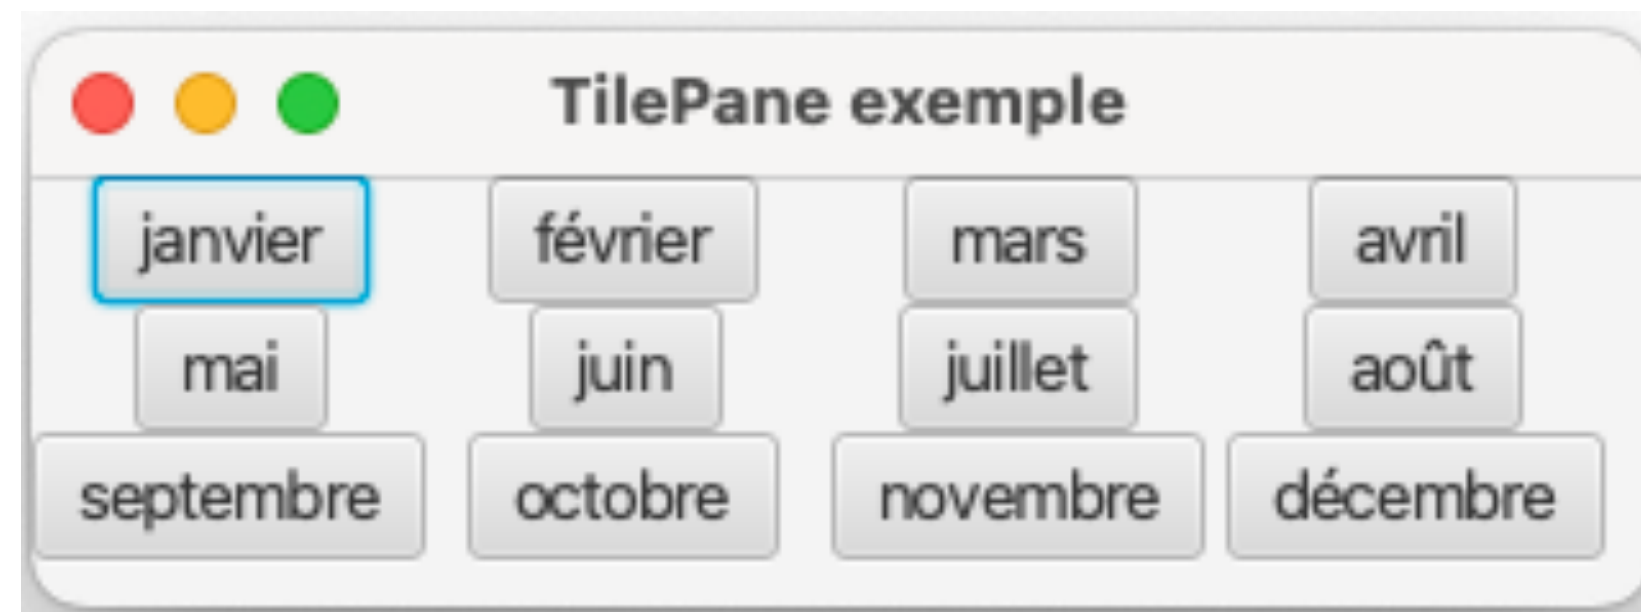 TilePane exemple
janvier février mars avril
mai juin juillet août
septembre octobre novembre décembre